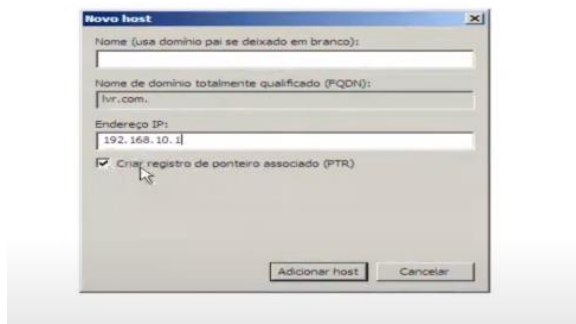 Novo host
Nome (usa domínio pai se deixado em branco):
Nome de domínio totalmente qualificado (FQDN):
lvr.com.
Endereço IP:
192.168.10.1
Criar registro de ponteiro associado (PTR)
Adicionar host
Cancelar